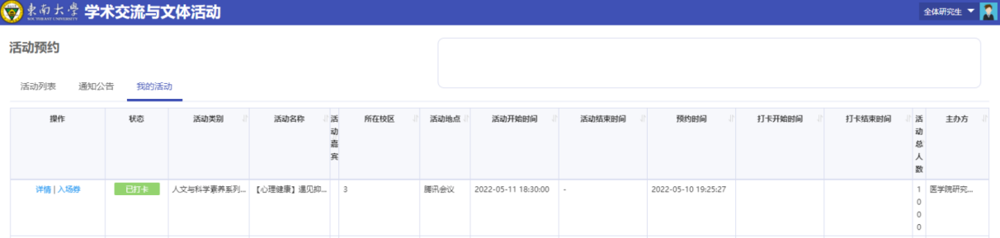 東南大學 学术交流与文体活动
SOUTHEAST UNIVERSITY
全体研究生
活动预约
活动列表 通知公告 我的活动
操作 状态 活动类别 活动名称 活动嘉宾 所在校区 活动地点 活动开始时间 活动结束时间 预约时间 打卡开始时间 打卡结束时间 活动总人数 主办方
详情 | 入场券 已打卡 人文与科学素养系列... 【心理健康】遇见抑... 3 腾讯会议 2022-05-11 18:30:00 - 2022-05-10 19:25:27 1000 医学院研究...